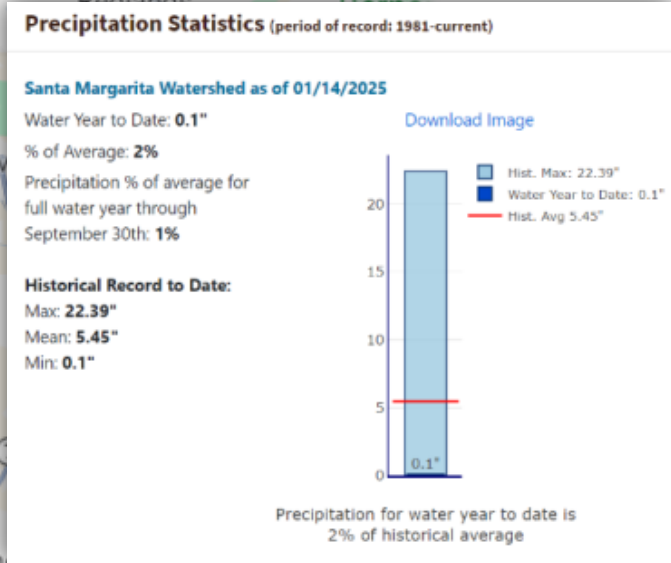 Precipitation Statistics (period of record: 1981-current)
Santa Margarita Watershed as of 01/14/2025
Water Year to Date: 0.1"
% of Average: 2%
Precipitation % of average for
full water year through
September 30th: 1%
Historical Record to Date:
Max: 22.39"
Mean: 5.45"
Min: 0.1"
Download Image
Hist. Max: 22.39"
Water Year to Date: 0.1"
Hist. Avg 5.45"
20
15
10
5
0
0.1"
Precipitation for water year to date is
2% of historical average